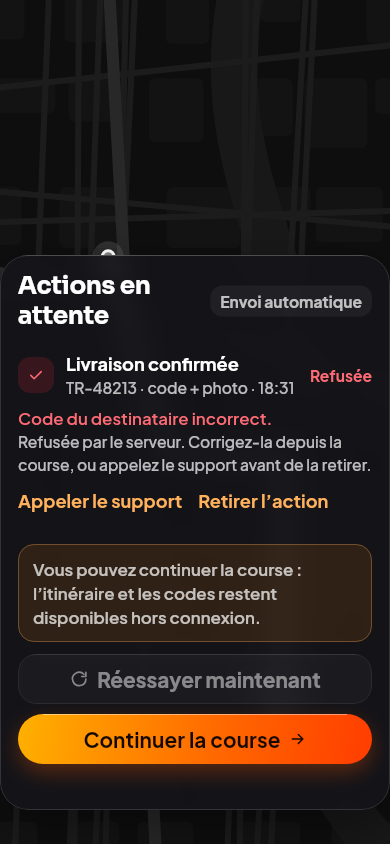 Actions en
attente
Envoi automatique
Livraison confirmée
TR-48213 · code + photo · 18:31
Refusée
Code du destinataire incorrect.
Refusée par le serveur. Corrigez-la depuis la
course, ou appelez le support avant de la retirer.
Appeler le support
Retirer l’action
Vous pouvez continuer la course :
l’itinéraire et les codes restent
disponibles hors connexion.
Réessayer maintenant
Continuer la course →